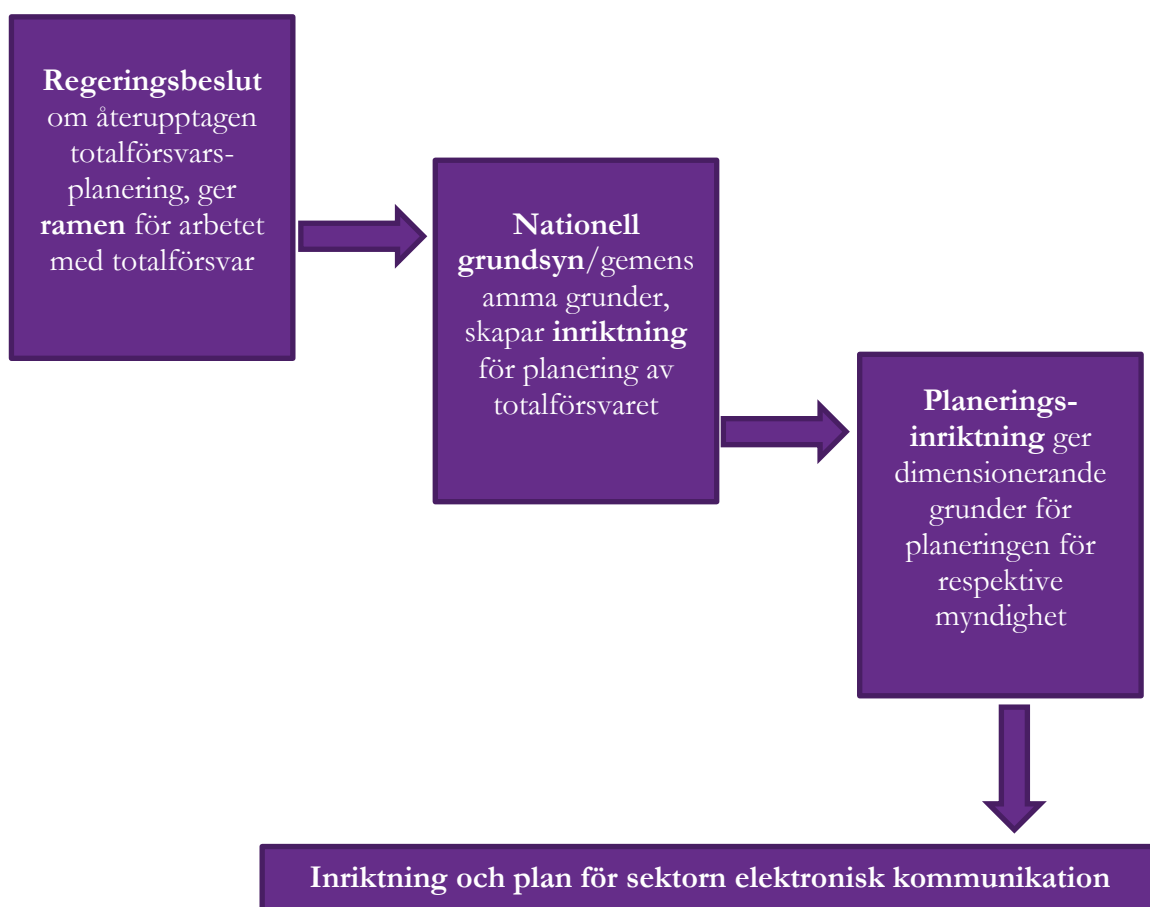 Regeringsbeslut
om återupptagen
totalförsvars-
planering, ger
ramen för arbetet
med totalförsvar
Nationell
grundsyn/gemens
amma grunder,
skapar inriktning
för planering av
totalförsvaret
Planerings-
inriktning ger
dimensionerande
grunder för
planeringen för
respektive
myndighet
Inriktning och plan för sektorn elektronisk kommunikation